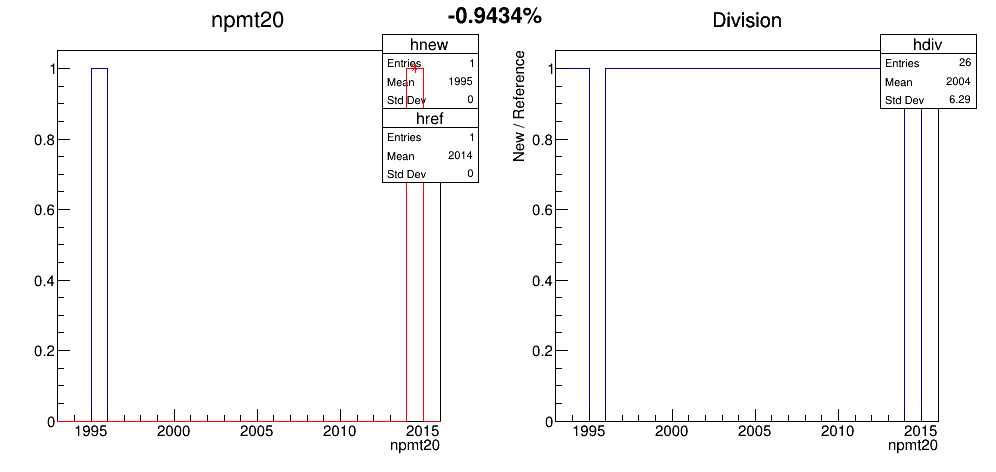 -0.9434%
npmt20
hnew
Entries 1
Mean 1995
Std Dev 0
href
Entries 1
Mean 2014
Std Dev 0
1
0.8
0.6
0.4
0.2
0
1995 2000 2005 2010 2015
npmt20
Division
hdiv
Entries 26
Mean 2004
Std Dev 6.29
New / Reference
1
0.8
0.6
0.4
0.2
0
1995 2000 2005 2010 2015
npmt20